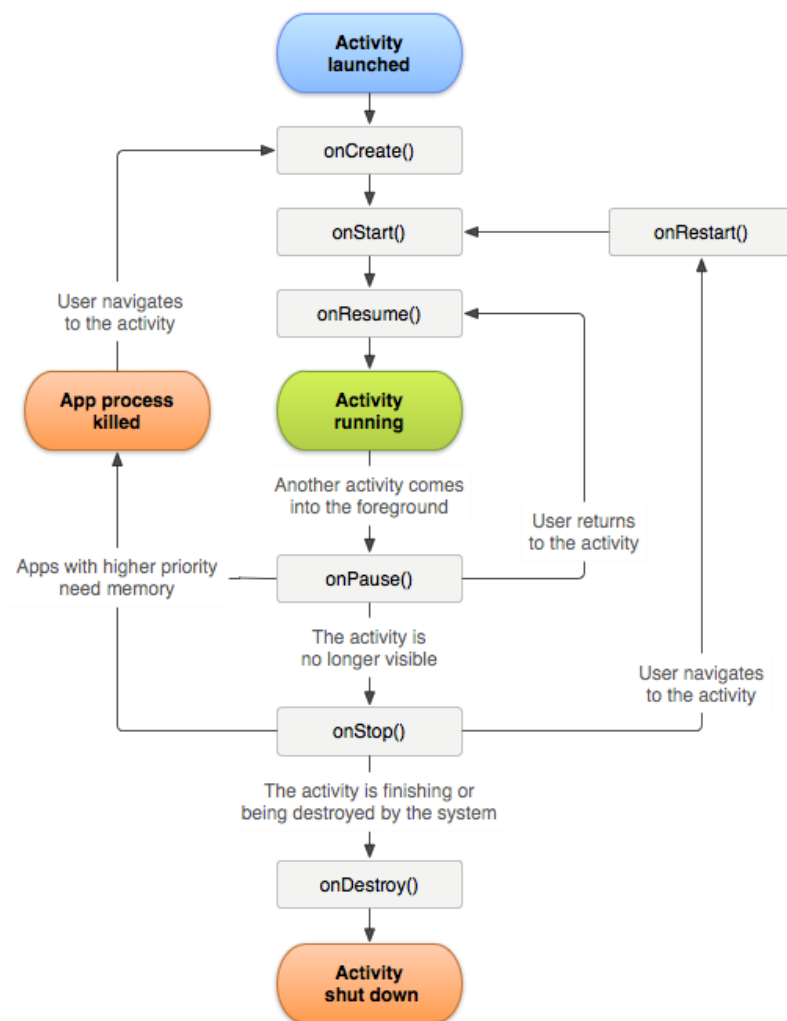 Activity
launched
onCreate()
onStart()
onRestart()
User navigates
to the activity
onResume()
App process
killed
Activity
running
Another activity comes
into the foreground
User returns
to the activity
Apps with higher priority
need memory
onPause()
The activity is
no longer visible
User navigates
to the activity
onStop()
The activity is finishing or
being destroyed by the system
onDestroy()
Activity
shut down